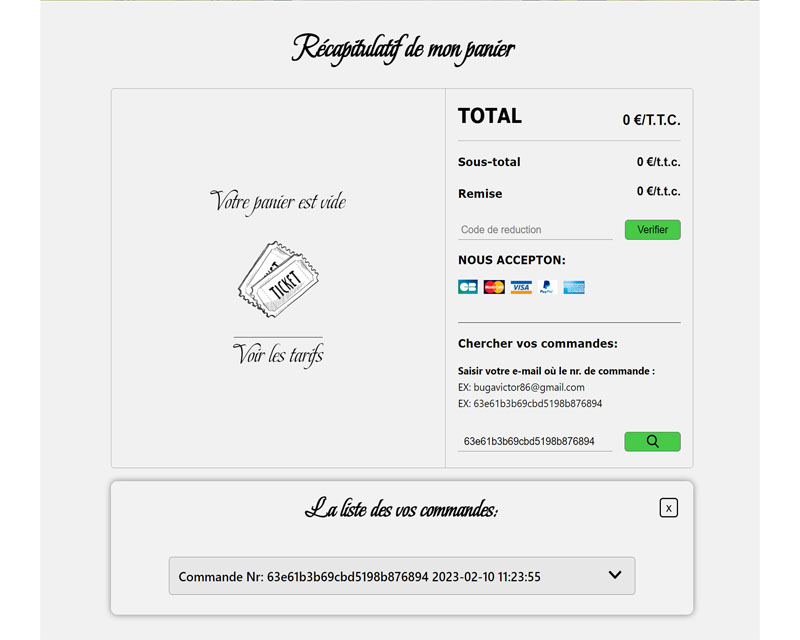 Récapitulatif de mon panier
Votre panier est vide
TICKET
Voir les tarifs
TOTAL 0 €/T.T.C.
Sous-total 0 €/t.t.c.
Remise 0 €/t.t.c.
Code de reduction Verifier
NOUS ACCEPTON:
CB MasterCard VISA PayPal
Chercher vos commandes:
Saisir votre e-mail où le nr. de commande :
EX: bugavictor86@gmail.com
EX: 63e61b3b69cbd5198b876894
63e61b3b69cbd5198b876894
La liste des vos commandes:
x
Commande Nr: 63e61b3b69cbd5198b876894 2023-02-10 11:23:55